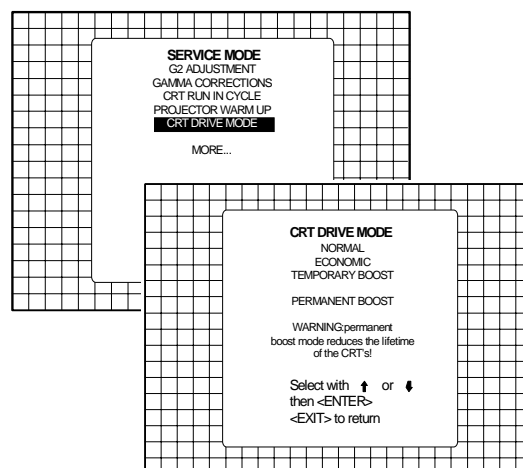 SERVICE MODE
G2 ADJUSTMENT
GAMMA CORRECTIONS
CRT RUN IN CYCLE
PROJECTOR WARM UP
CRT DRIVE MODE
MORE...
CRT DRIVE MODE
NORMAL
ECONOMIC
TEMPORARY BOOST
PERMANENT BOOST
WARNING:permanent
boost mode reduces the lifetime
of the CRT's!
Select with ↑ or ↓
then <ENTER>
<EXIT> to return